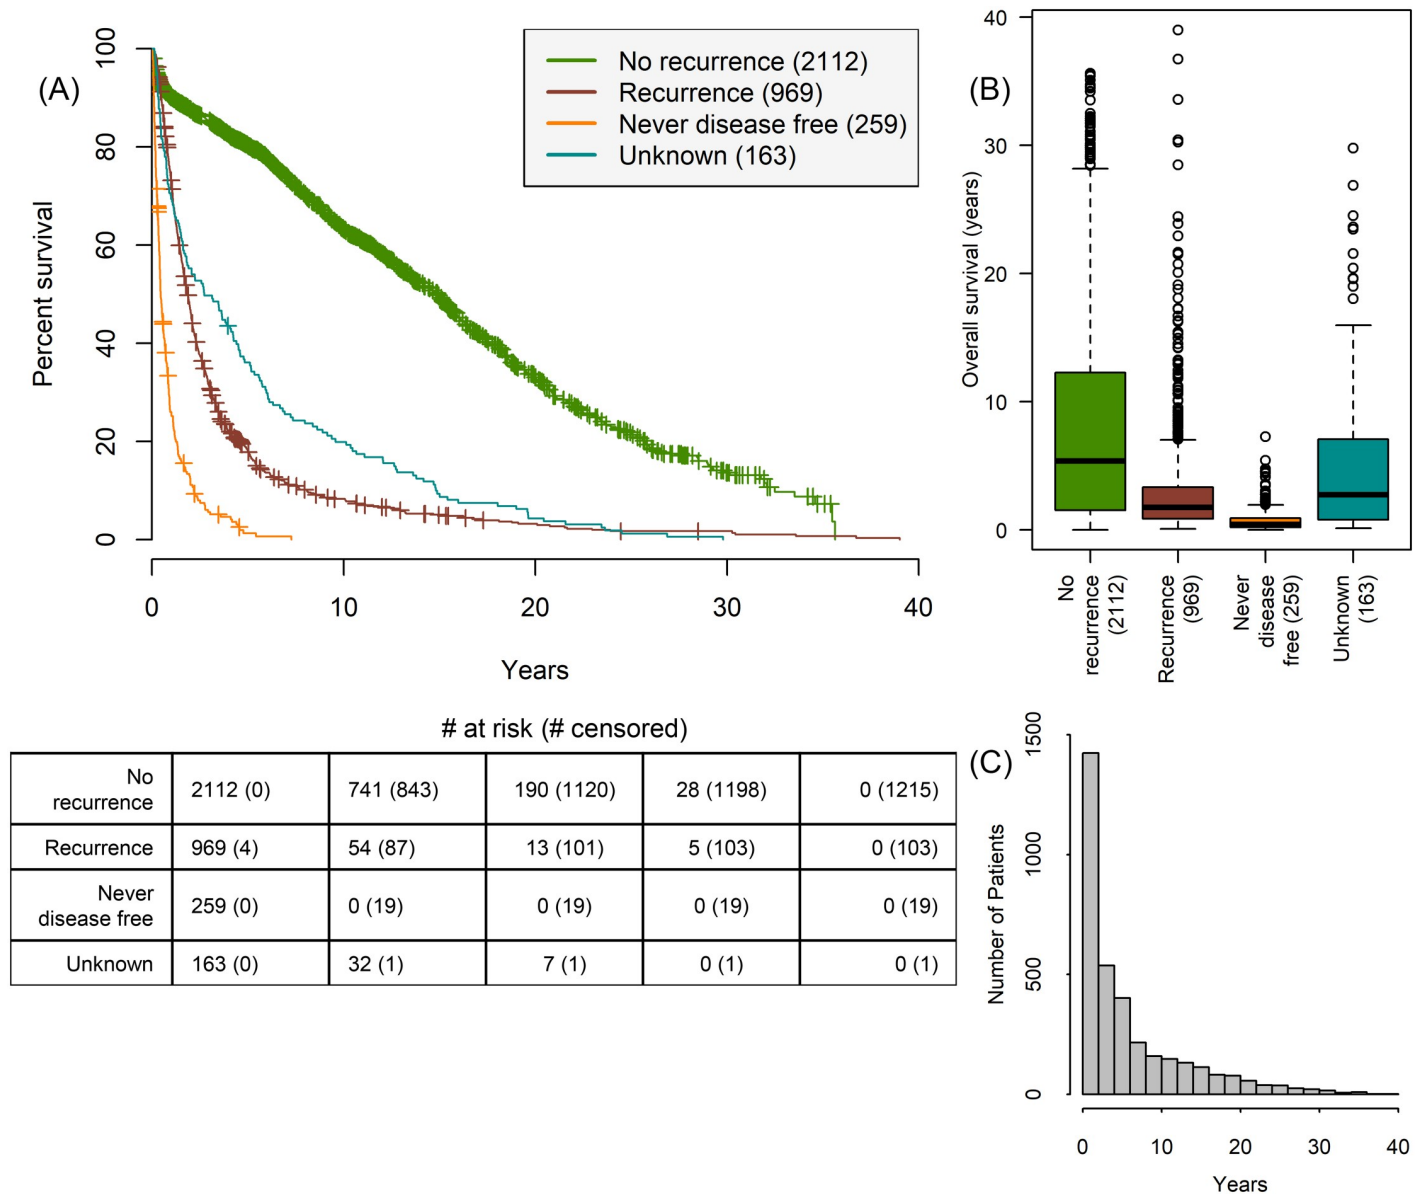 (A)
100
80
60
40
20
0
Percent survival
0 10 20 30 40
Years
No recurrence (2112)
Recurrence (969)
Never disease free (259)
Unknown (163)
(B)
40
30
20
10
0
Overall survival (years)
No
recurrence
(2112)
Recurrence
(969)
Never
disease
free (259)
Unknown
(163)
# at risk (# censored)
No
recurrence
2112 (0) 741 (843) 190 (1120) 28 (1198) 0 (1215)
Recurrence 969 (4) 54 (87) 13 (101) 5 (103) 0 (103)
Never
disease free
259 (0) 0 (19) 0 (19) 0 (19) 0 (19)
Unknown 163 (0) 32 (1) 7 (1) 0 (1) 0 (1)
(C)
1500
1000
500
0
Number of Patients
0 10 20 30 40
Years